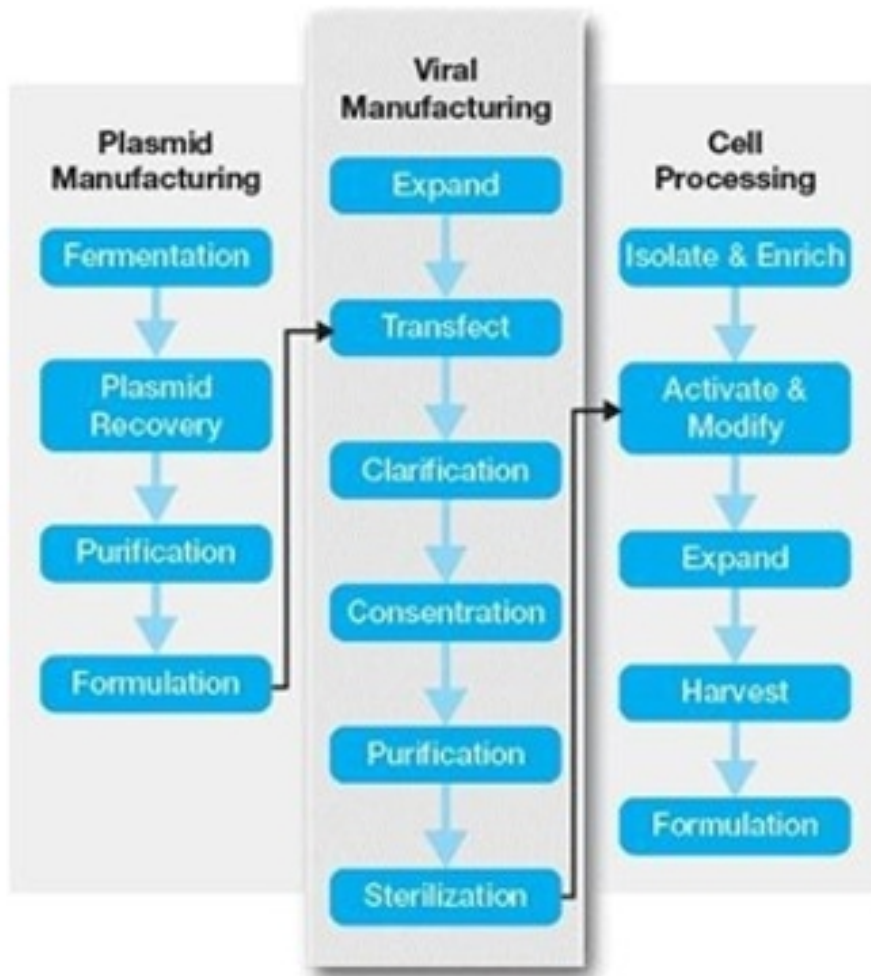 Plasmid
Manufacturing
Fermentation
Plasmid
Recovery
Purification
Formulation
Viral
Manufacturing
Expand
Transfect
Clarification
Consentration
Purification
Sterilization
Cell
Processing
Isolate & Enrich
Activate &
Modify
Expand
Harvest
Formulation